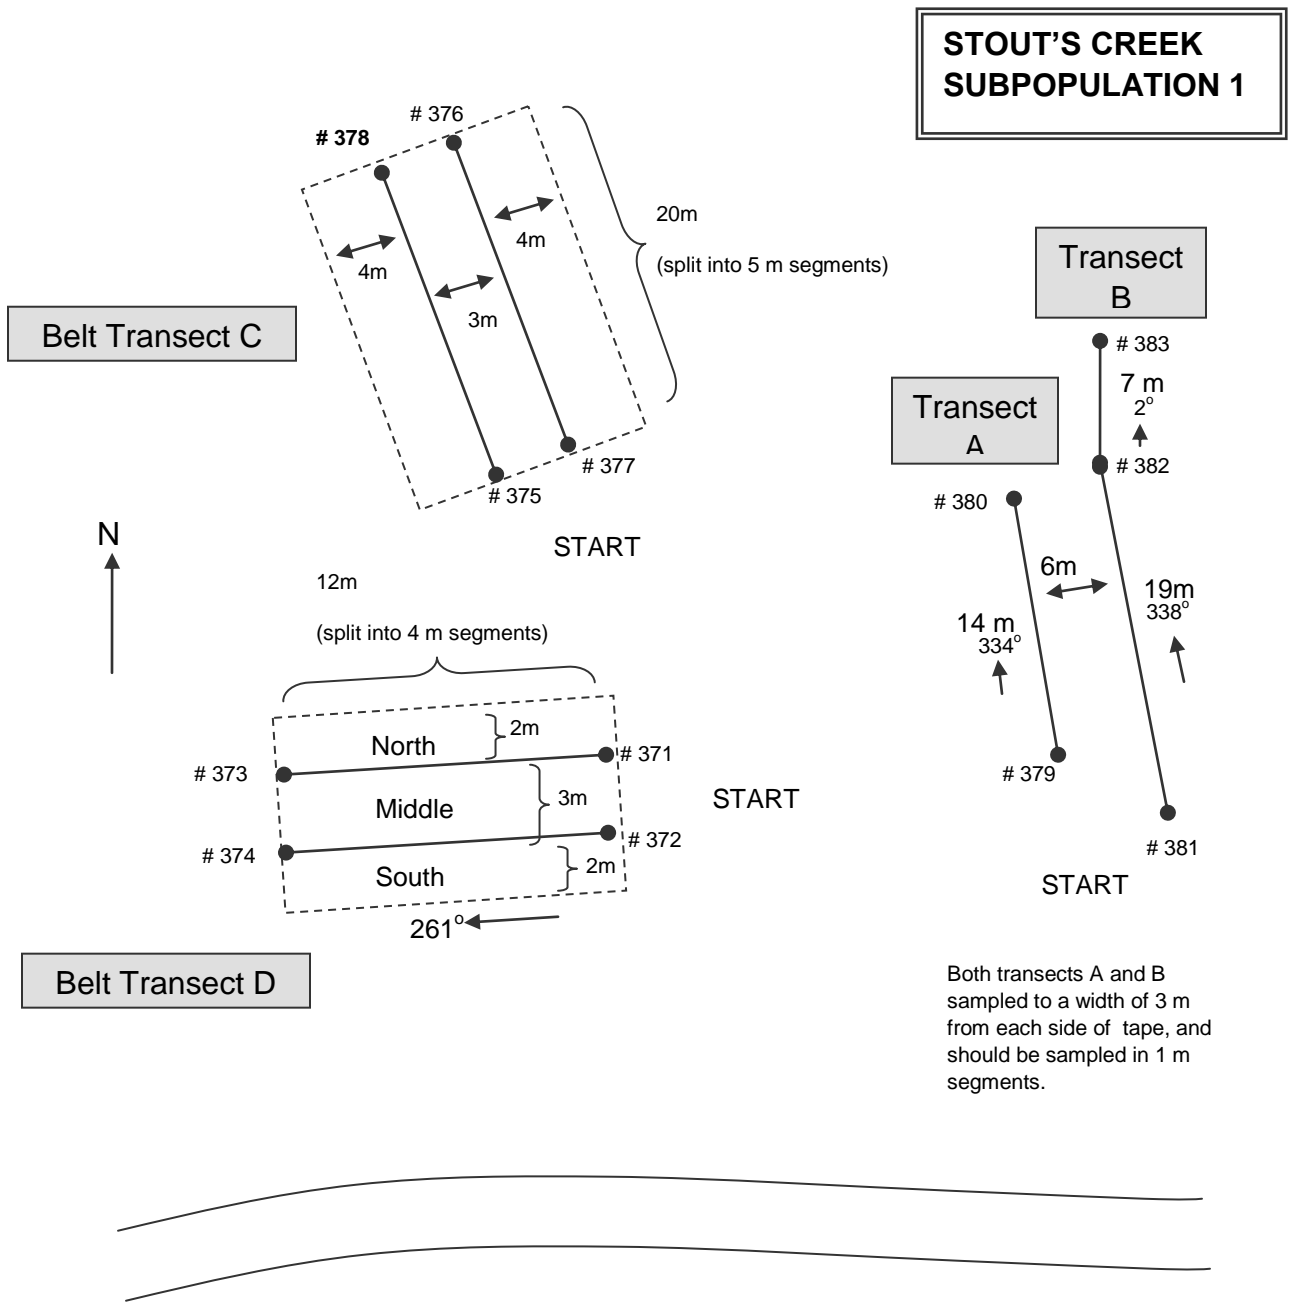 STOUT’S CREEK
SUBPOPULATION 1
# 376
# 378
20m
(split into 5 m segments)
4m
4m
3m
Belt Transect C
# 377
# 375
START
Transect
B
# 383
7 m
2°
# 382
Transect
A
# 380
6m
19m
338°
14 m
334°
# 379
# 381
START
N
12m
(split into 4 m segments)
North
2m
# 371
# 373
Middle
3m
START
# 372
# 374
South
2m
261°
Belt Transect D
Both transects A and B
sampled to a width of 3 m
from each side of tape, and
should be sampled in 1 m
segments.